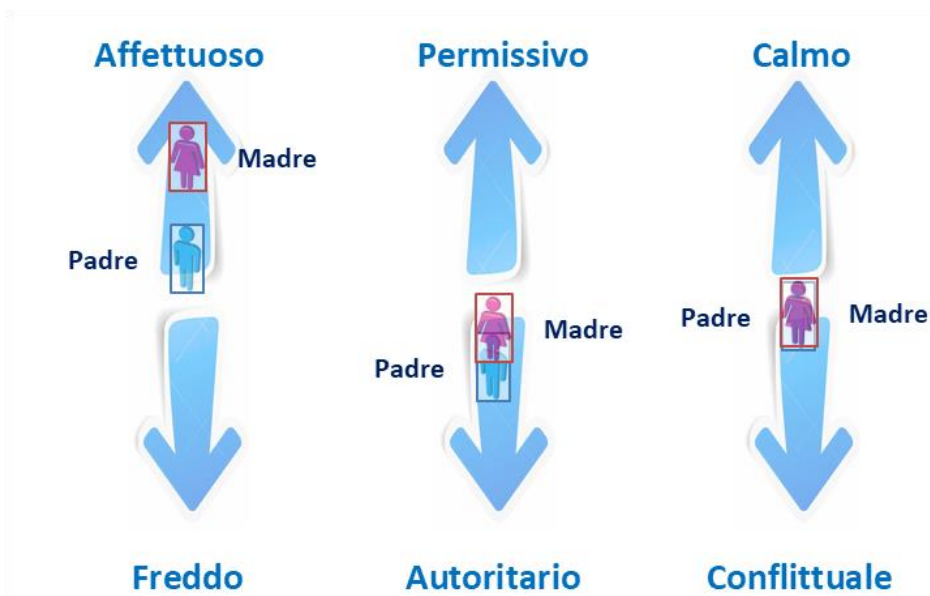 Affettuoso
Permissivo
Calmo
Madre
Padre
Madre
Padre
Padre
Madre
Freddo
Autoritario
Conflittuale